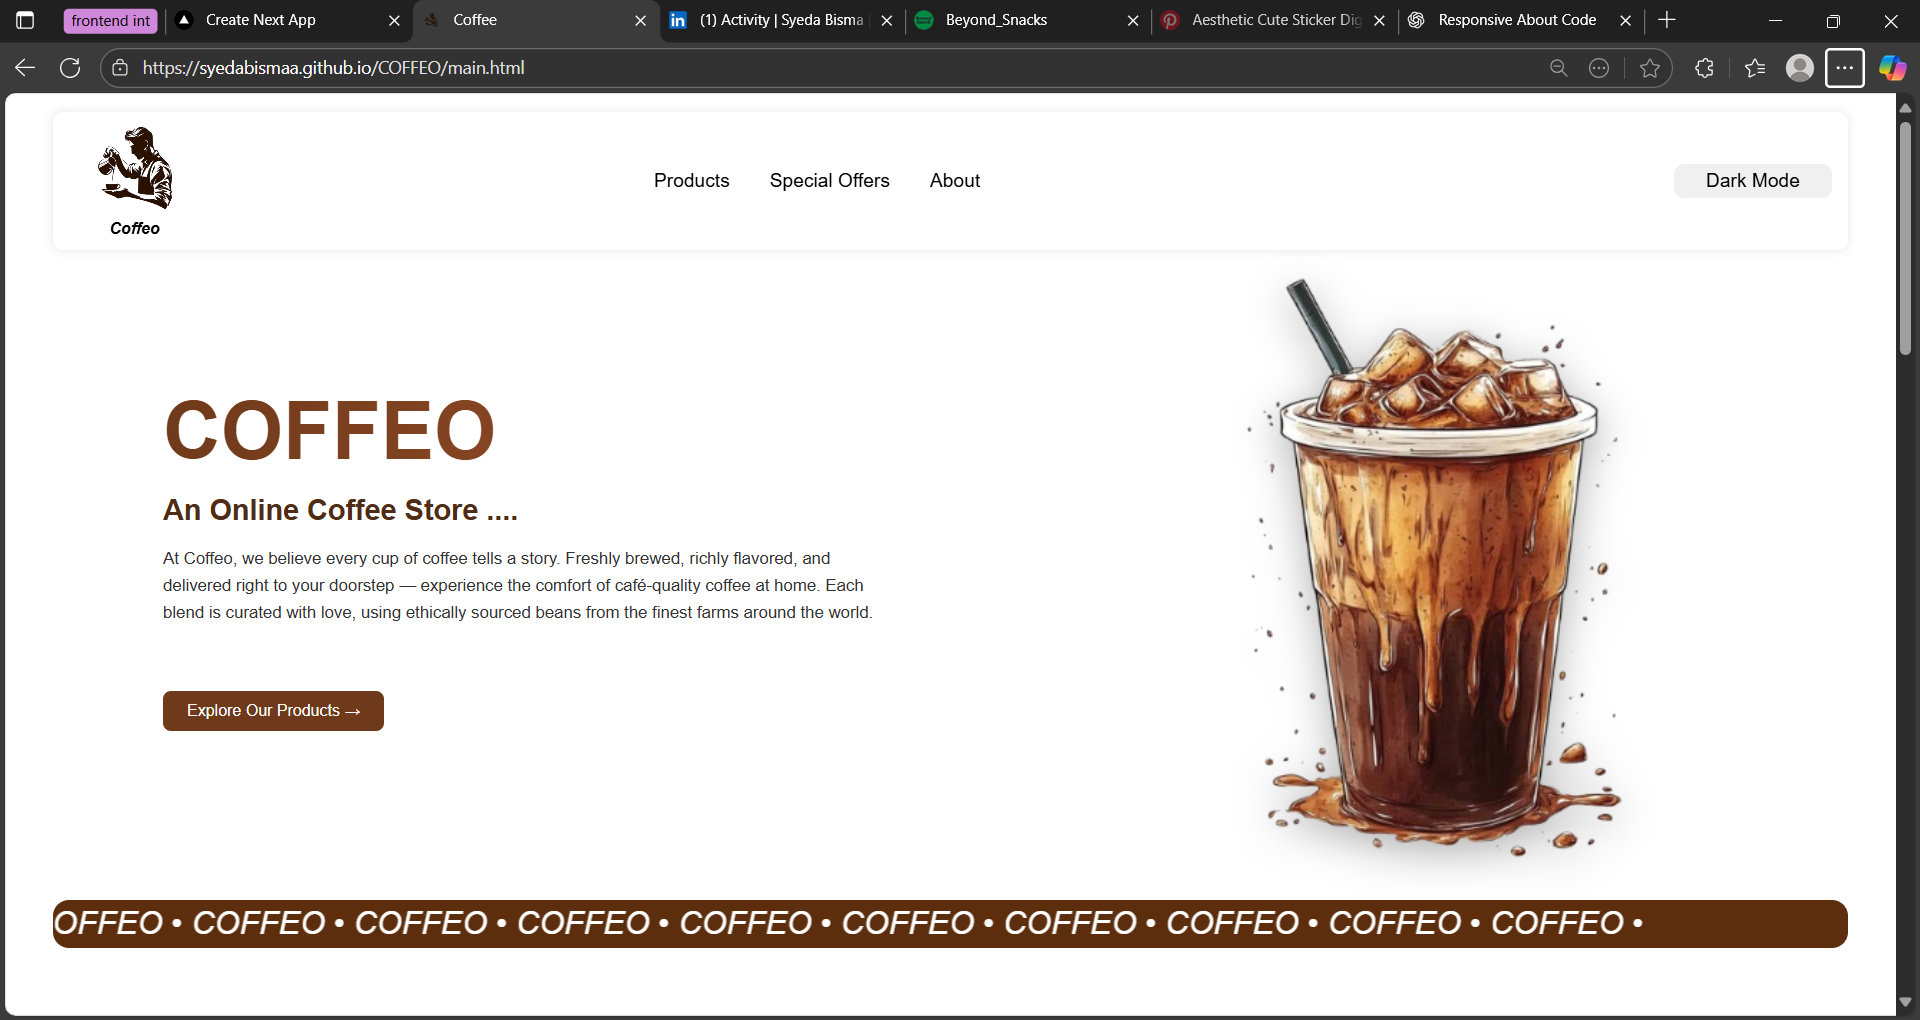 frontend int
Create Next App
Coffee
(1) Activity | Syeda Bisma
Beyond_Snacks
Aesthetic Cute Sticker Dig
Responsive About Code
https://syedabismaa.github.io/COFFEO/main.html
Coffeo
Products
Special Offers
About
Dark Mode
COFFEO
An Online Coffee Store ....
At Coffeo, we believe every cup of coffee tells a story. Freshly brewed, richly flavored, and
delivered right to your doorstep — experience the comfort of café-quality coffee at home. Each
blend is curated with love, using ethically sourced beans from the finest farms around the world.
Explore Our Products →
OFFEO • COFFEO • COFFEO • COFFEO • COFFEO • COFFEO • COFFEO • COFFEO • COFFEO • COFFEO •